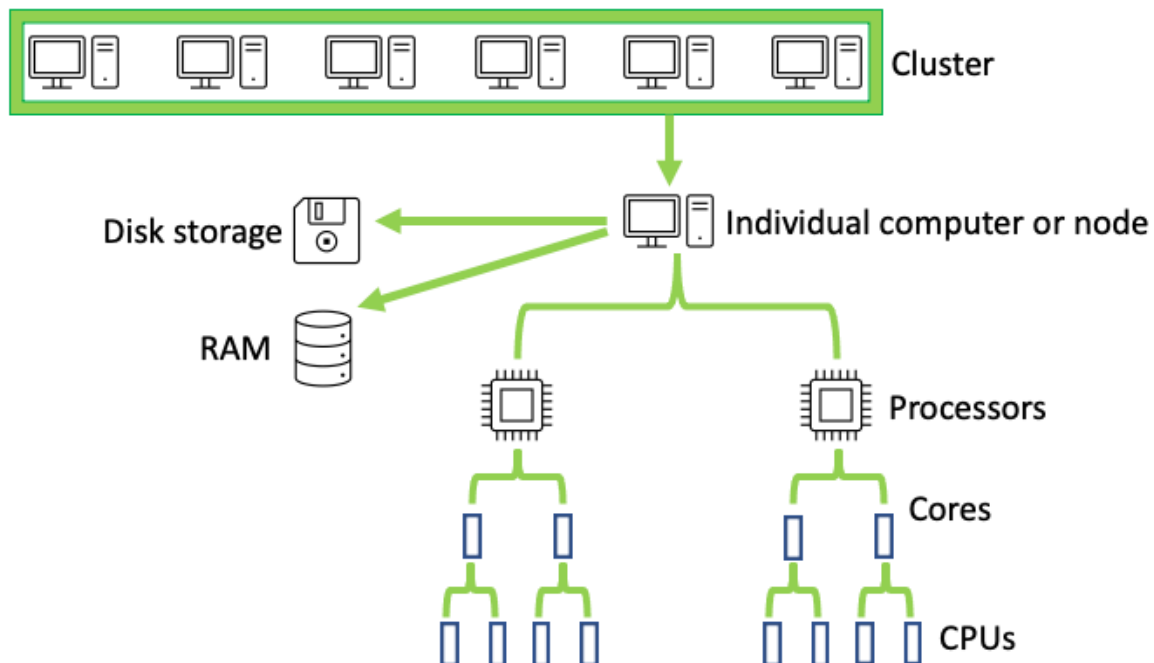 Cluster
Disk storage
Individual computer or node
RAM
Processors
Cores
CPUs